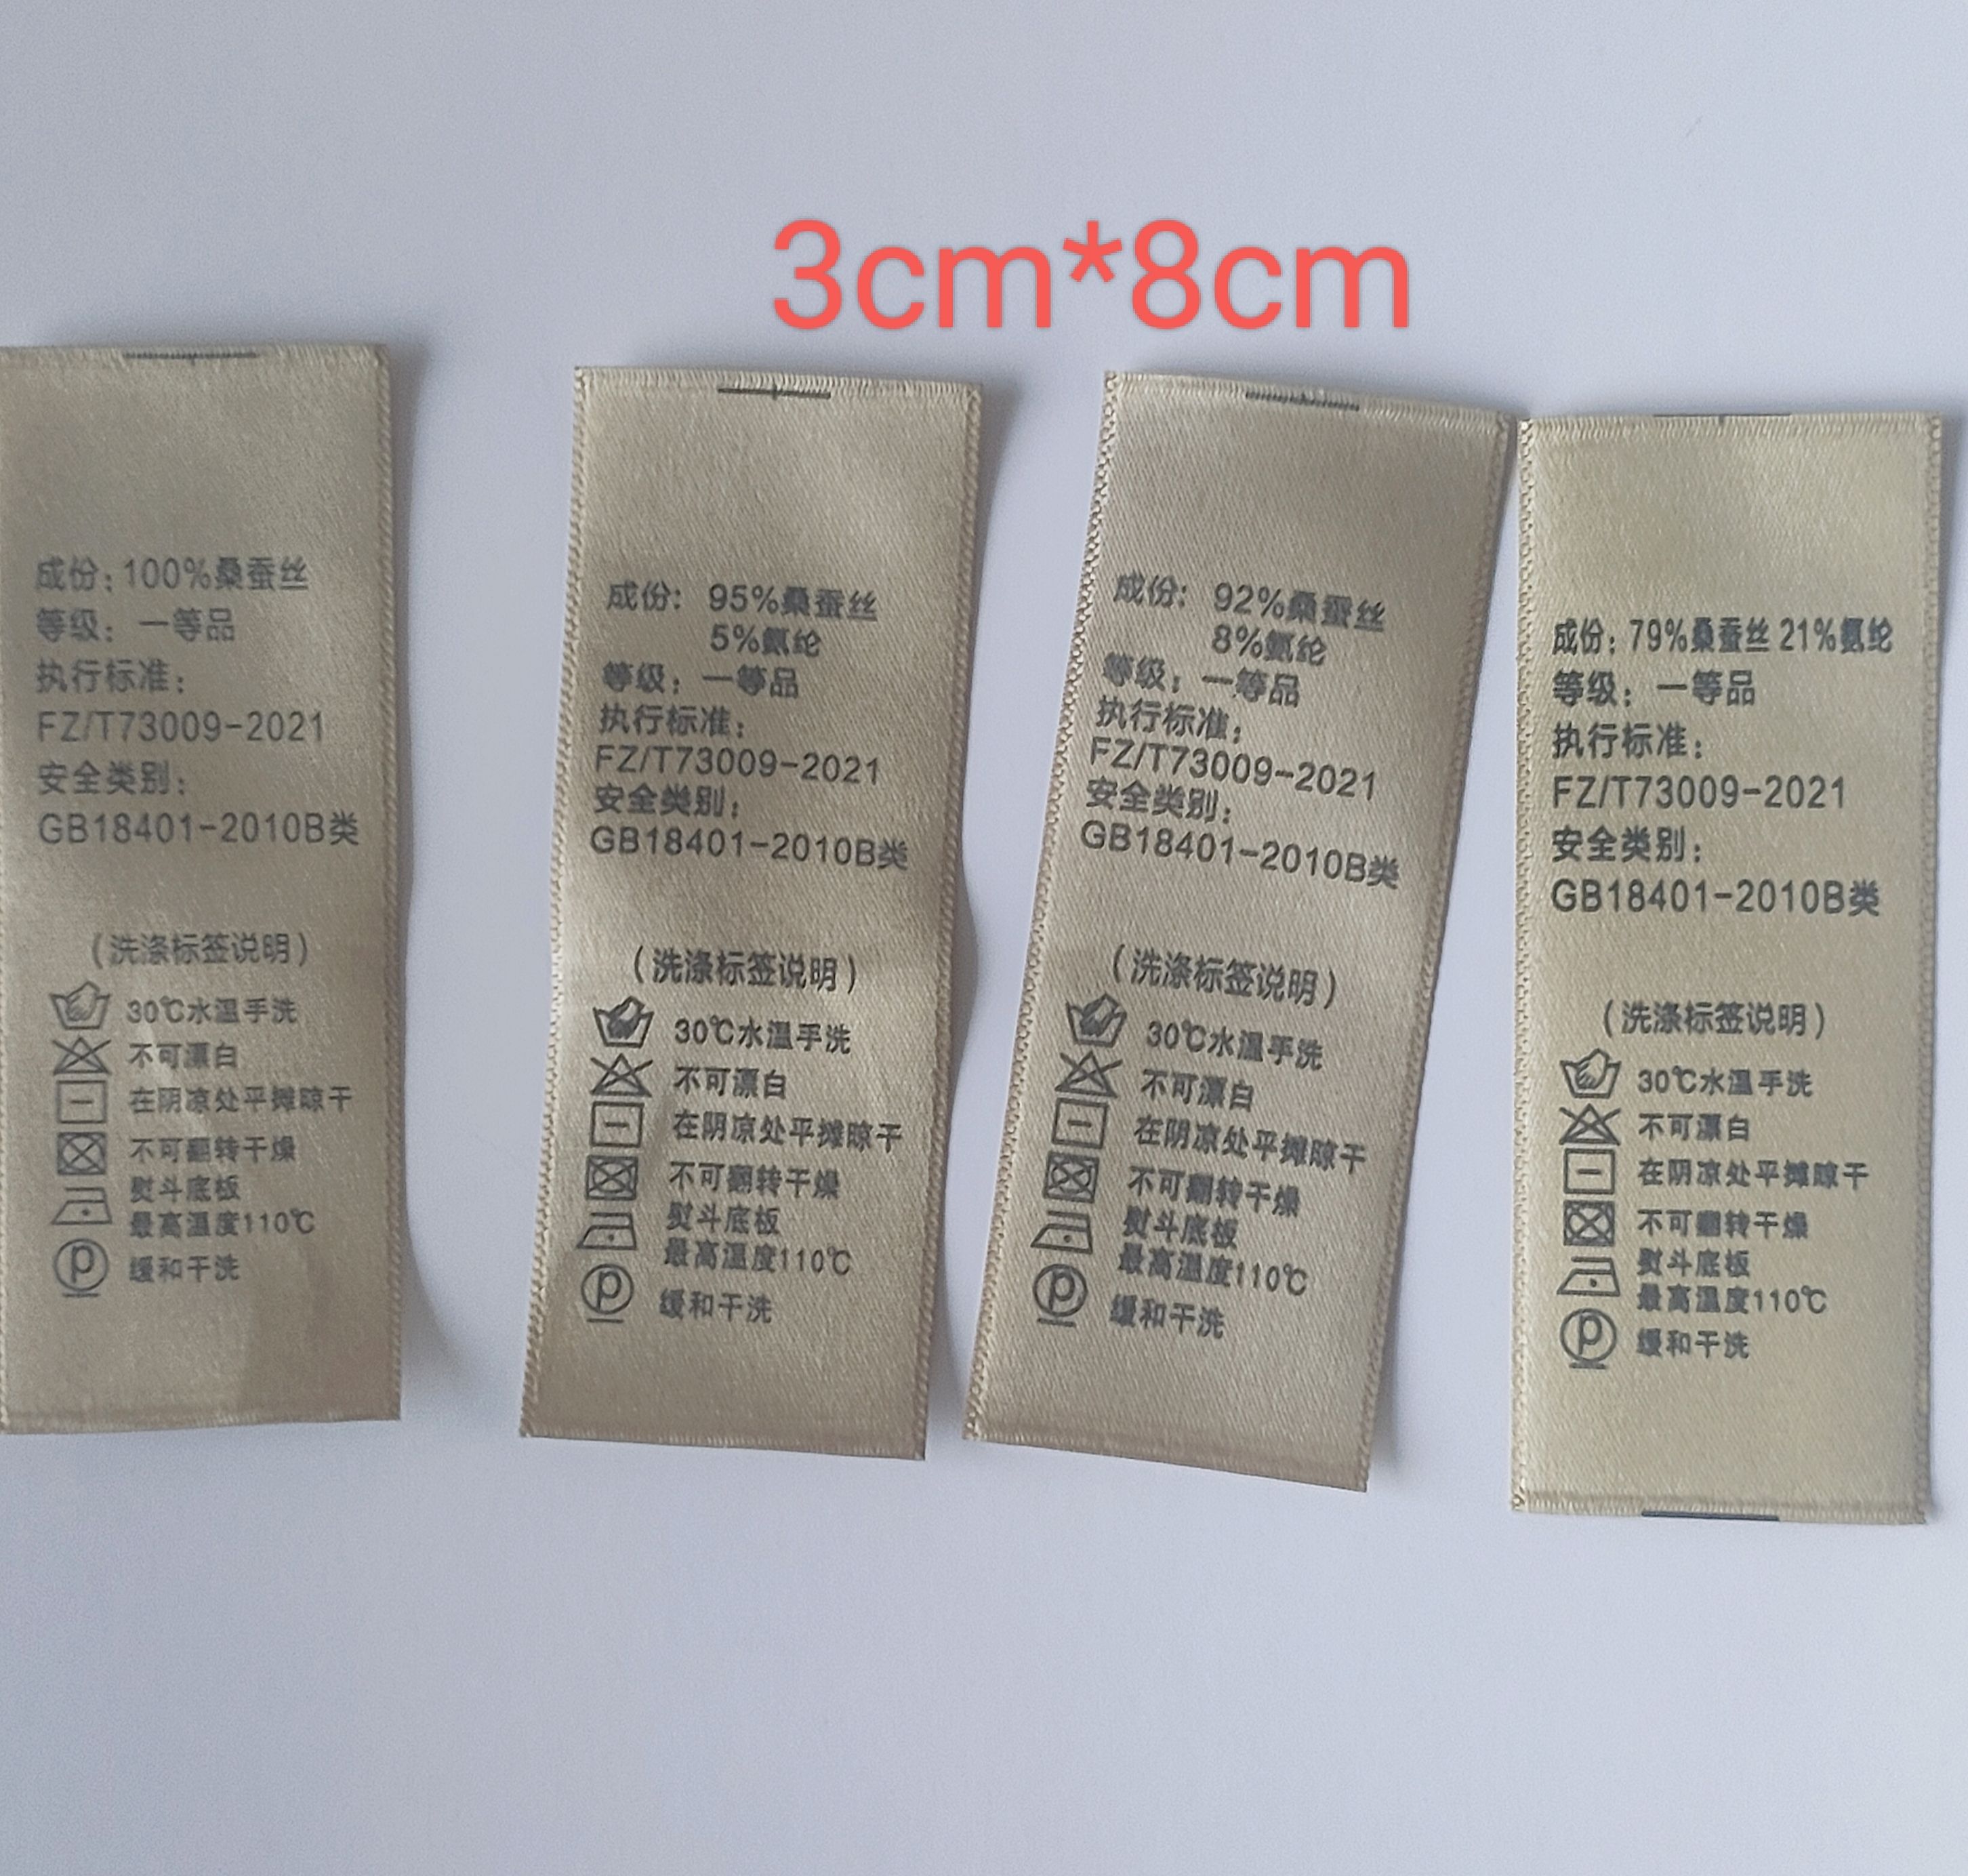 3cm*8cm
成份:100%桑蚕丝
等级:一等品
执行标准:
FZ/T73009-2021
安全类别:
GB18401-2010B类
(洗涤标签说明)
30℃水温手洗
不可漂白
在阴凉处平摊晾干
不可翻转干燥
熨斗底板
最高温度110℃
P 缓和干洗
成份: 95%桑蚕丝
5%氨纶
等级:一等品
执行标准:
FZ/T73009-2021
安全类别:
GB18401-2010B类
(洗涤标签说明)
30℃水温手洗
不可漂白
在阴凉处平摊晾干
不可翻转干燥
熨斗底板
最高温度110℃
P 缓和干洗
成份: 92%桑蚕丝
8%氨纶
等级:一等品
执行标准:
FZ/T73009-2021
安全类别:
GB18401-2010B类
(洗涤标签说明)
30℃水温手洗
不可漂白
在阴凉处平摊晾干
不可翻转干燥
熨斗底板
最高温度110℃
P 缓和干洗
成份:79%桑蚕丝 21%氨纶
等级:一等品
执行标准:
FZ/T73009-2021
安全类别:
GB18401-2010B类
(洗涤标签说明)
30℃水温手洗
不可漂白
在阴凉处平摊晾干
不可翻转干燥
熨斗底板
最高温度110℃
P 缓和干洗